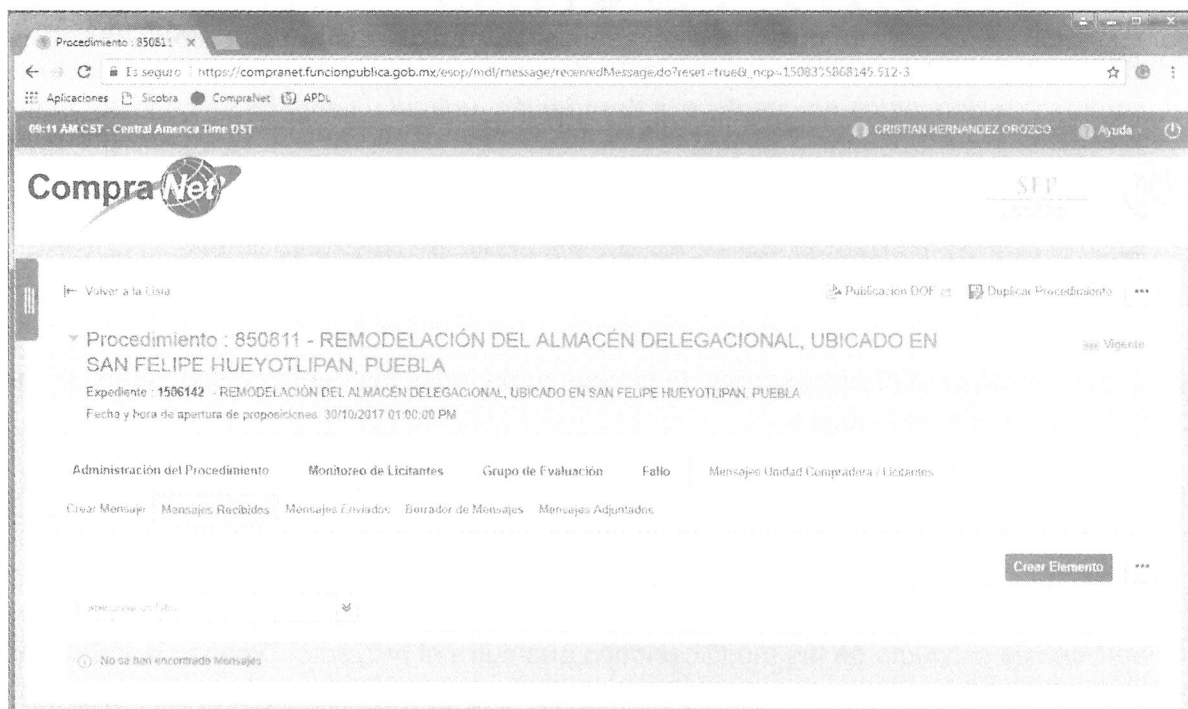 Procedimiento : 850811
Es seguro https://compranet.funcionpublica.gob.mx/esop/mdl/message/receivedMessage.do?reset=true&_ncp=1508335868145.512-3
Aplicaciones Sicobra CompraNet APDL
09:11 AM CST - Central America Time DST CRISTIAN HERNANDEZ OROZCO Ayuda
CompraNet
SFP
Volver a la Lista Publicacion DOF Duplicar Procedimiento
Procedimiento : 850811 - REMODELACIÓN DEL ALMACÉN DELEGACIONAL, UBICADO EN
SAN FELIPE HUEYOTLIPAN, PUEBLA
Vigente
Expediente : 1506142 - REMODELACIÓN DEL ALMACÉN DELEGACIONAL, UBICADO EN SAN FELIPE HUEYOTLIPAN, PUEBLA
Fecha y hora de apertura de proposiciones: 30/10/2017 01:00:00 PM
Administración del Procedimiento Monitoreo de Licitantes Grupo de Evaluación Fallo Mensajes Unidad Compradora / Licitantes
Crear Mensaje Mensajes Recibidos Mensajes Enviados Borrador de Mensajes Mensajes Adjuntados
Crear Elemento
No se han encontrado Mensajes